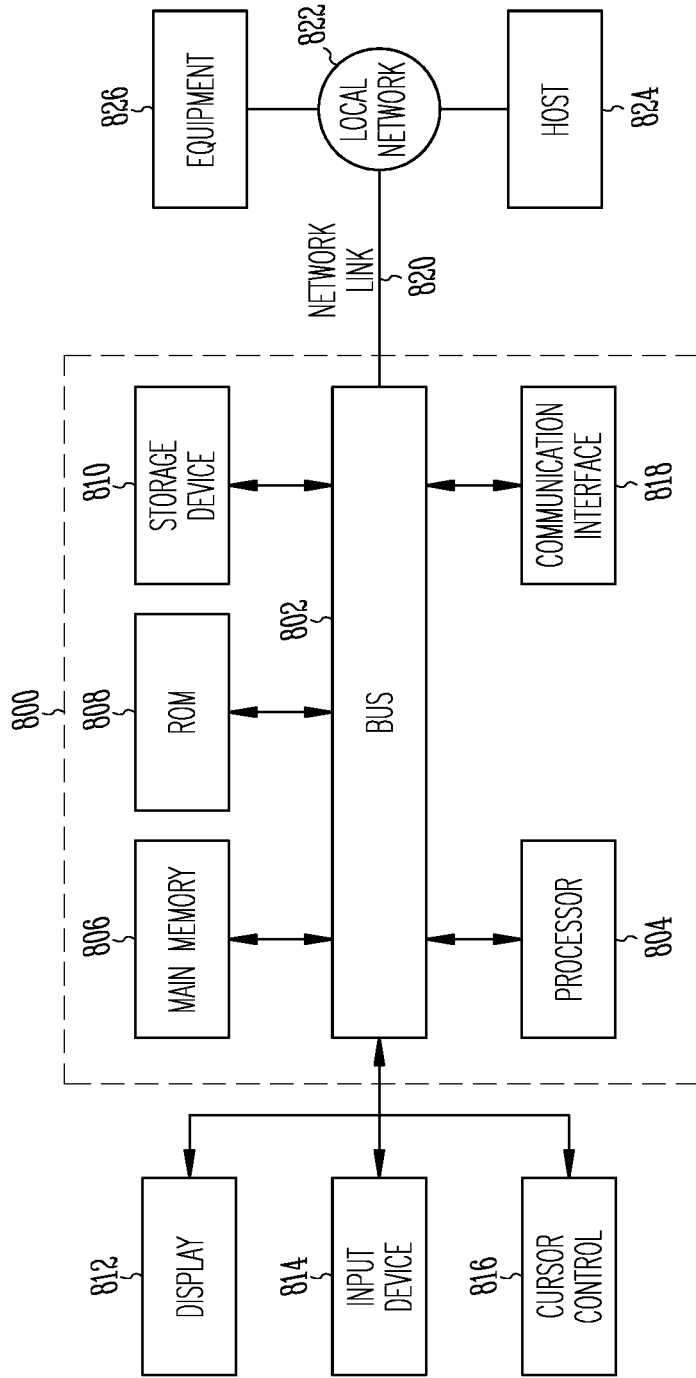 800
806
MAIN MEMORY
808
ROM
810
STORAGE
DEVICE
826
EQUIPMENT
812
DISPLAY
802
BUS
NETWORK
LINK
820
822
LOCAL
NETWORK
814
INPUT
DEVICE
816
CURSOR
CONTROL
PROCESSOR
804
COMMUNICATION
INTERFACE
818
HOST
824